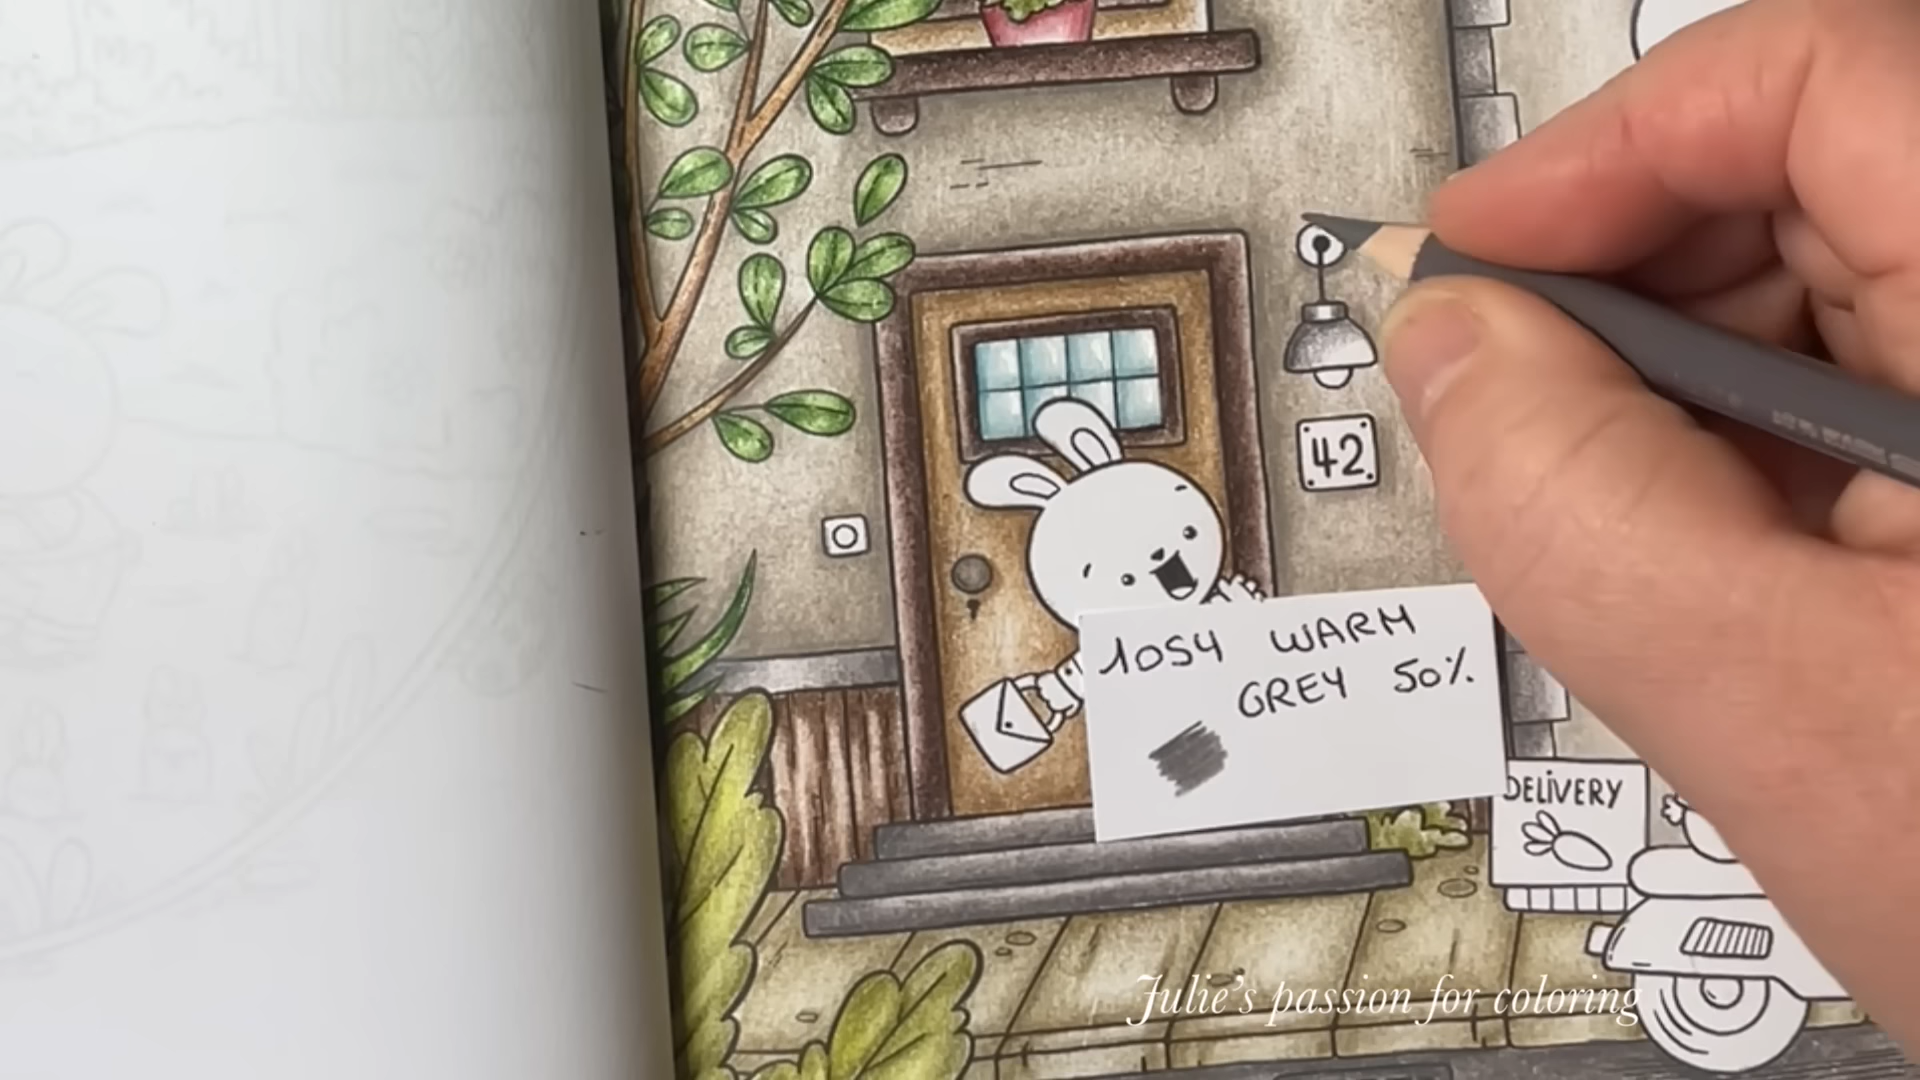 42
1054 WARM
GREY 50%
DELIVERY
Julie's passion for coloring